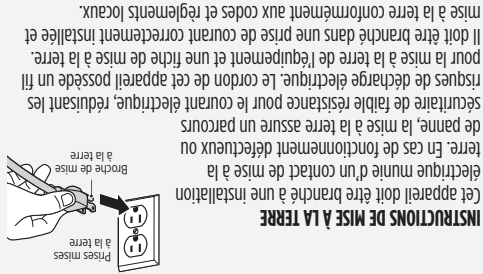 INSTRUCTIONS DE MISE À LA TERRE
Cet appareil doit être branché à une installation
électrique munie d'un contact de mise à la
terre. En cas de fonctionnement défectueux ou
de panne, la mise à la terre assure un parcours
sécuritaire de faible résistance pour le courant électrique, réduisant les
risques de décharge électrique. Le cordon de cet appareil possède un fil
pour la mise à la terre de l'équipement et une fiche de mise à la terre.
Il doit être branché dans une prise de courant correctement installée et
mise à la terre conformément aux codes et règlements locaux.
Prises mises
à la terre
Broche de mise
à la terre